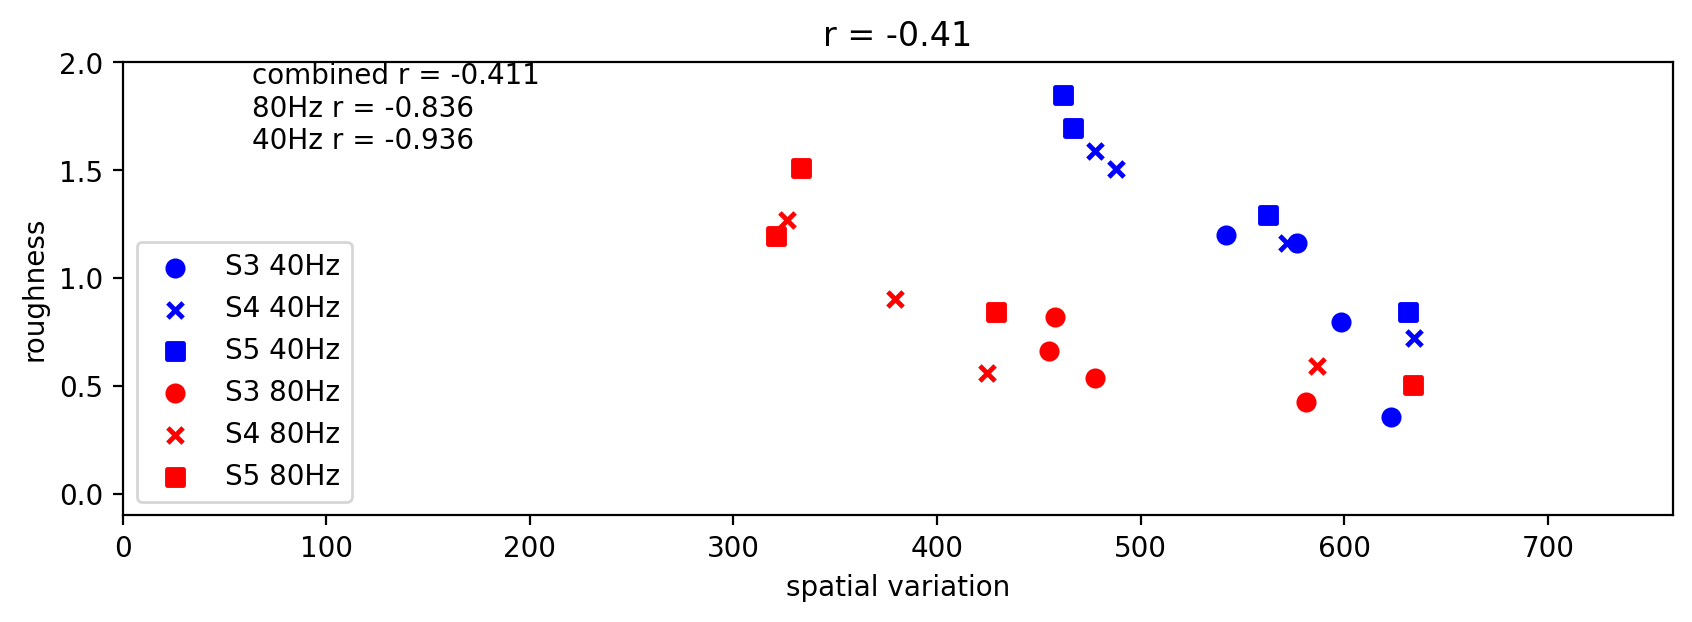 r = -0.41
combined r = -0.411
80Hz r = -0.836
40Hz r = -0.936
roughness
2.0
1.5
1.0
0.5
0.0
S3 40Hz
S4 40Hz
S5 40Hz
S3 80Hz
S4 80Hz
S5 80Hz
0 100 200 300 400 500 600 700
spatial variation